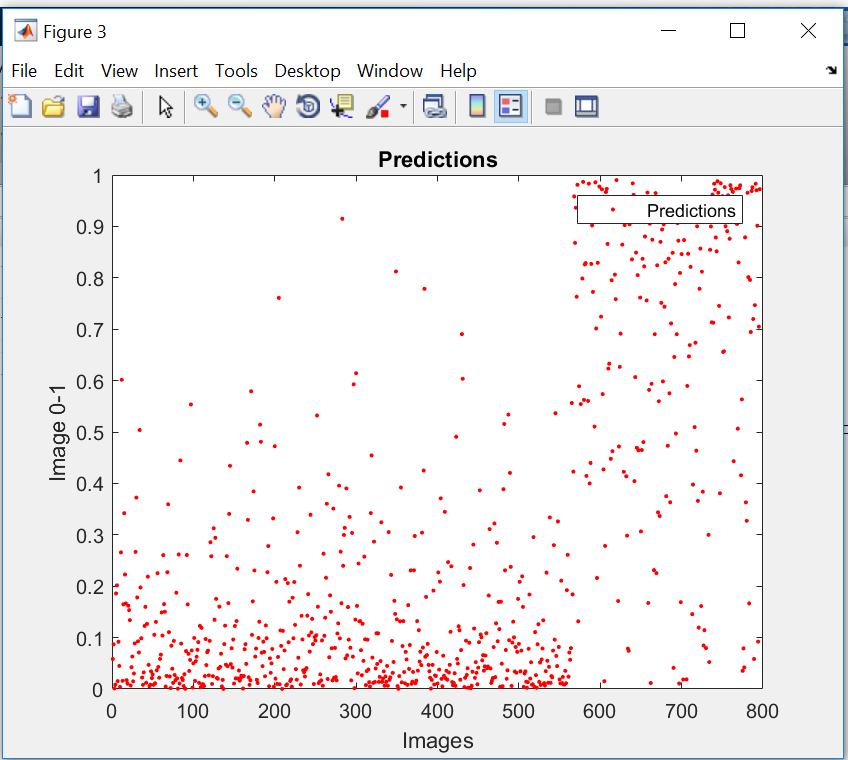 Figure 3
File Edit View Insert Tools Desktop Window Help
Predictions
1
0.9
0.8
0.7
0.6
0.5
0.4
0.3
0.2
0.1
0
Image 0-1
Predictions
0 100 200 300 400 500 600 700 800
Images